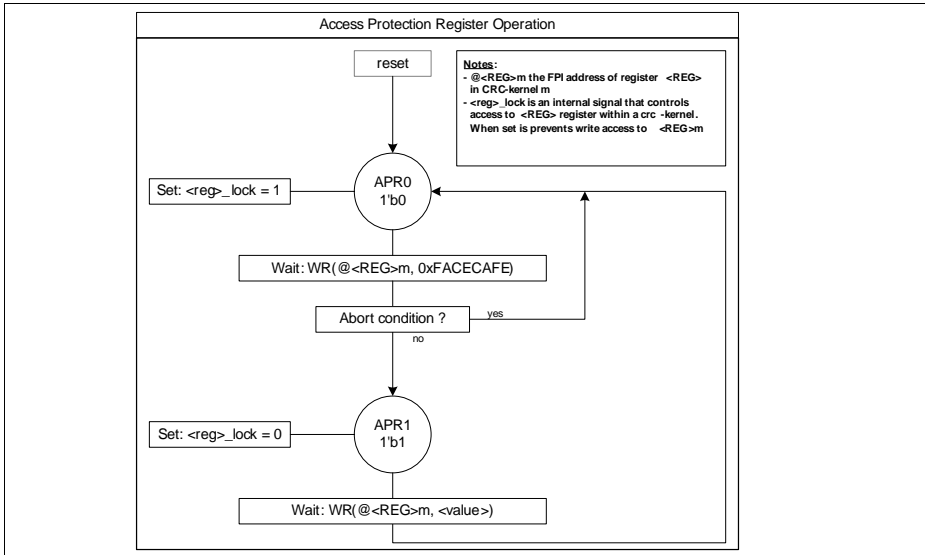 Access Protection Register Operation
reset
Notes:
- @<REG>m the FPI address of register <REG>
in CRC-kernel m
- <reg>_lock is an internal signal that controls
access to <REG> register within a crc -kernel.
When set is prevents write access to <REG>m
APR0
1'b0
Set: <reg>_lock = 1
Wait: WR(@<REG>m, 0xFACECAFE)
Abort condition ?
yes
no
APR1
1'b1
Set: <reg>_lock = 0
Wait: WR(@<REG>m, <value>)